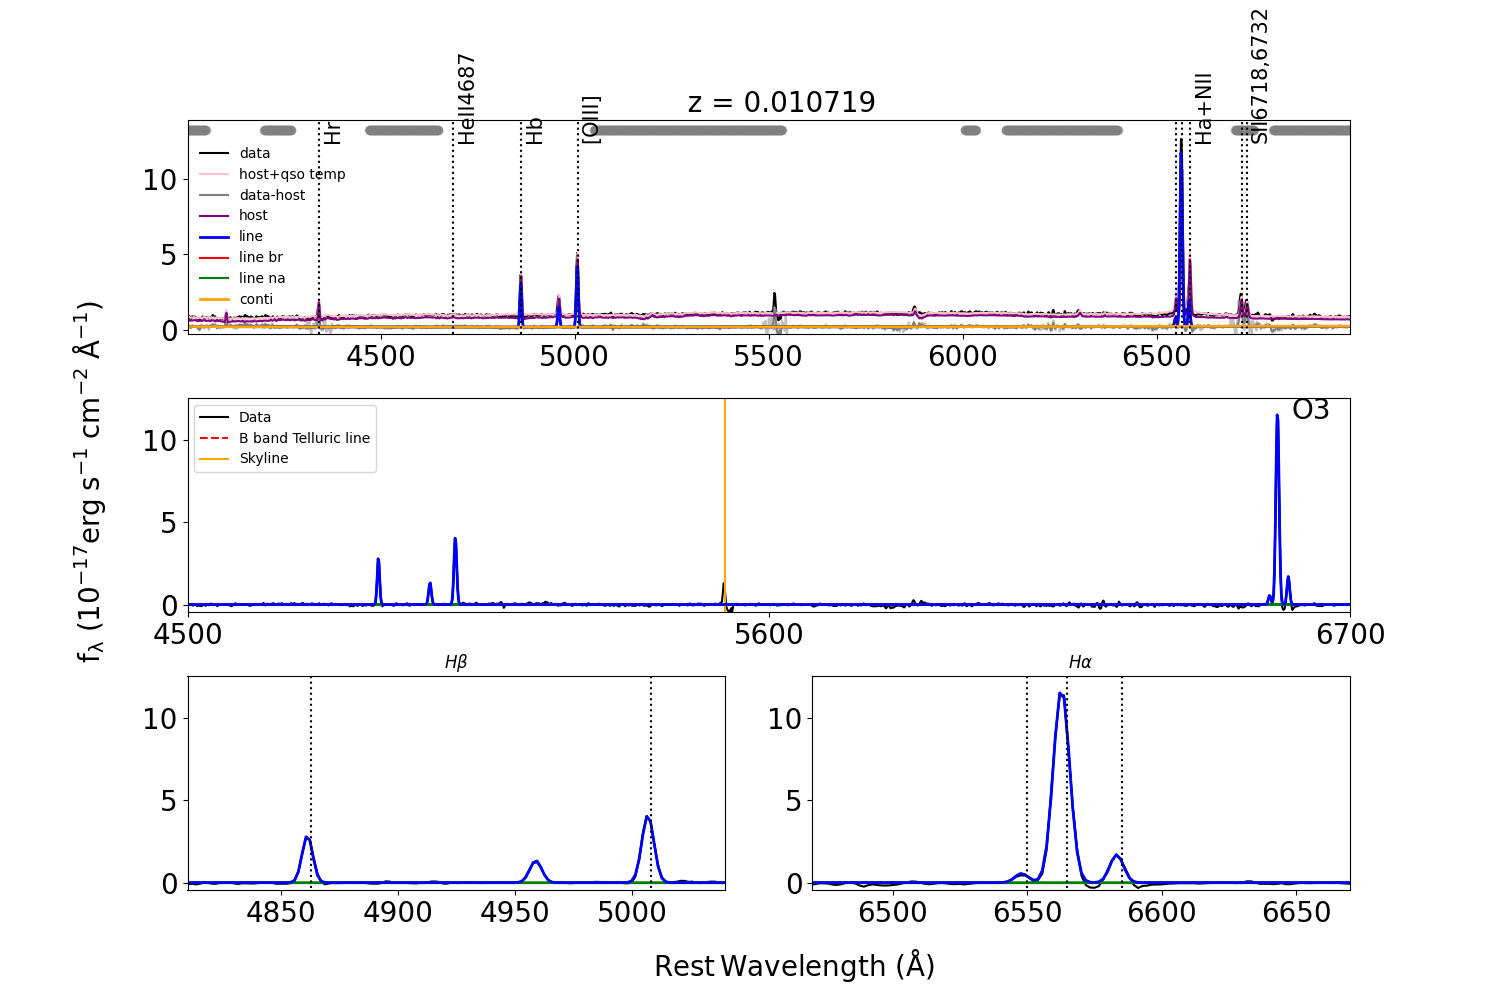 z = 0.010719
Hr
HeII4687
Hb
[OIII]
Ha+NII
SII6718,6732
data
host+qso temp
data-host
host
line
line br
line na
conti
10
5
0
4500 5000 5500 6000 6500
Data
B band Telluric line
Skyline
O3
10
5
0
4500 5600 6700
fλ (10⁻¹⁷erg s⁻¹ cm⁻² Å⁻¹)
Hβ
10
5
0
4850 4900 4950 5000
Hα
10
5
0
6500 6550 6600 6650
Rest Wavelength (Å)